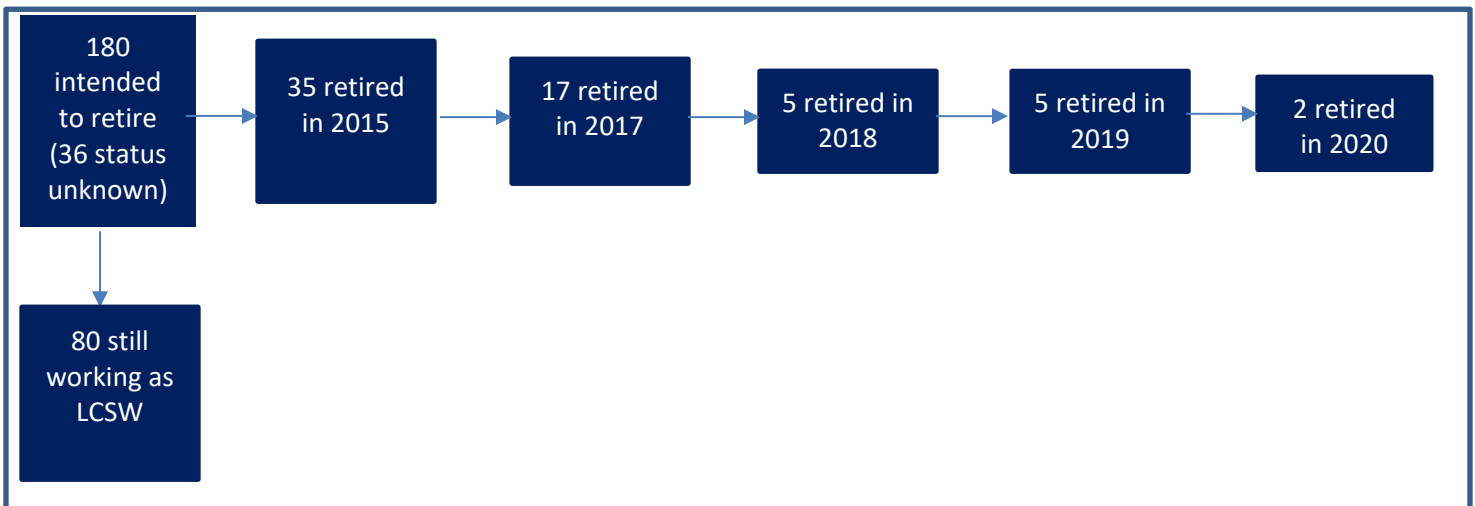 180
intended
to retire
(36 status
unknown)
35 retired
in 2015
17 retired
in 2017
5 retired in
2018
5 retired in
2019
2 retired
in 2020
80 still
working as
LCSW